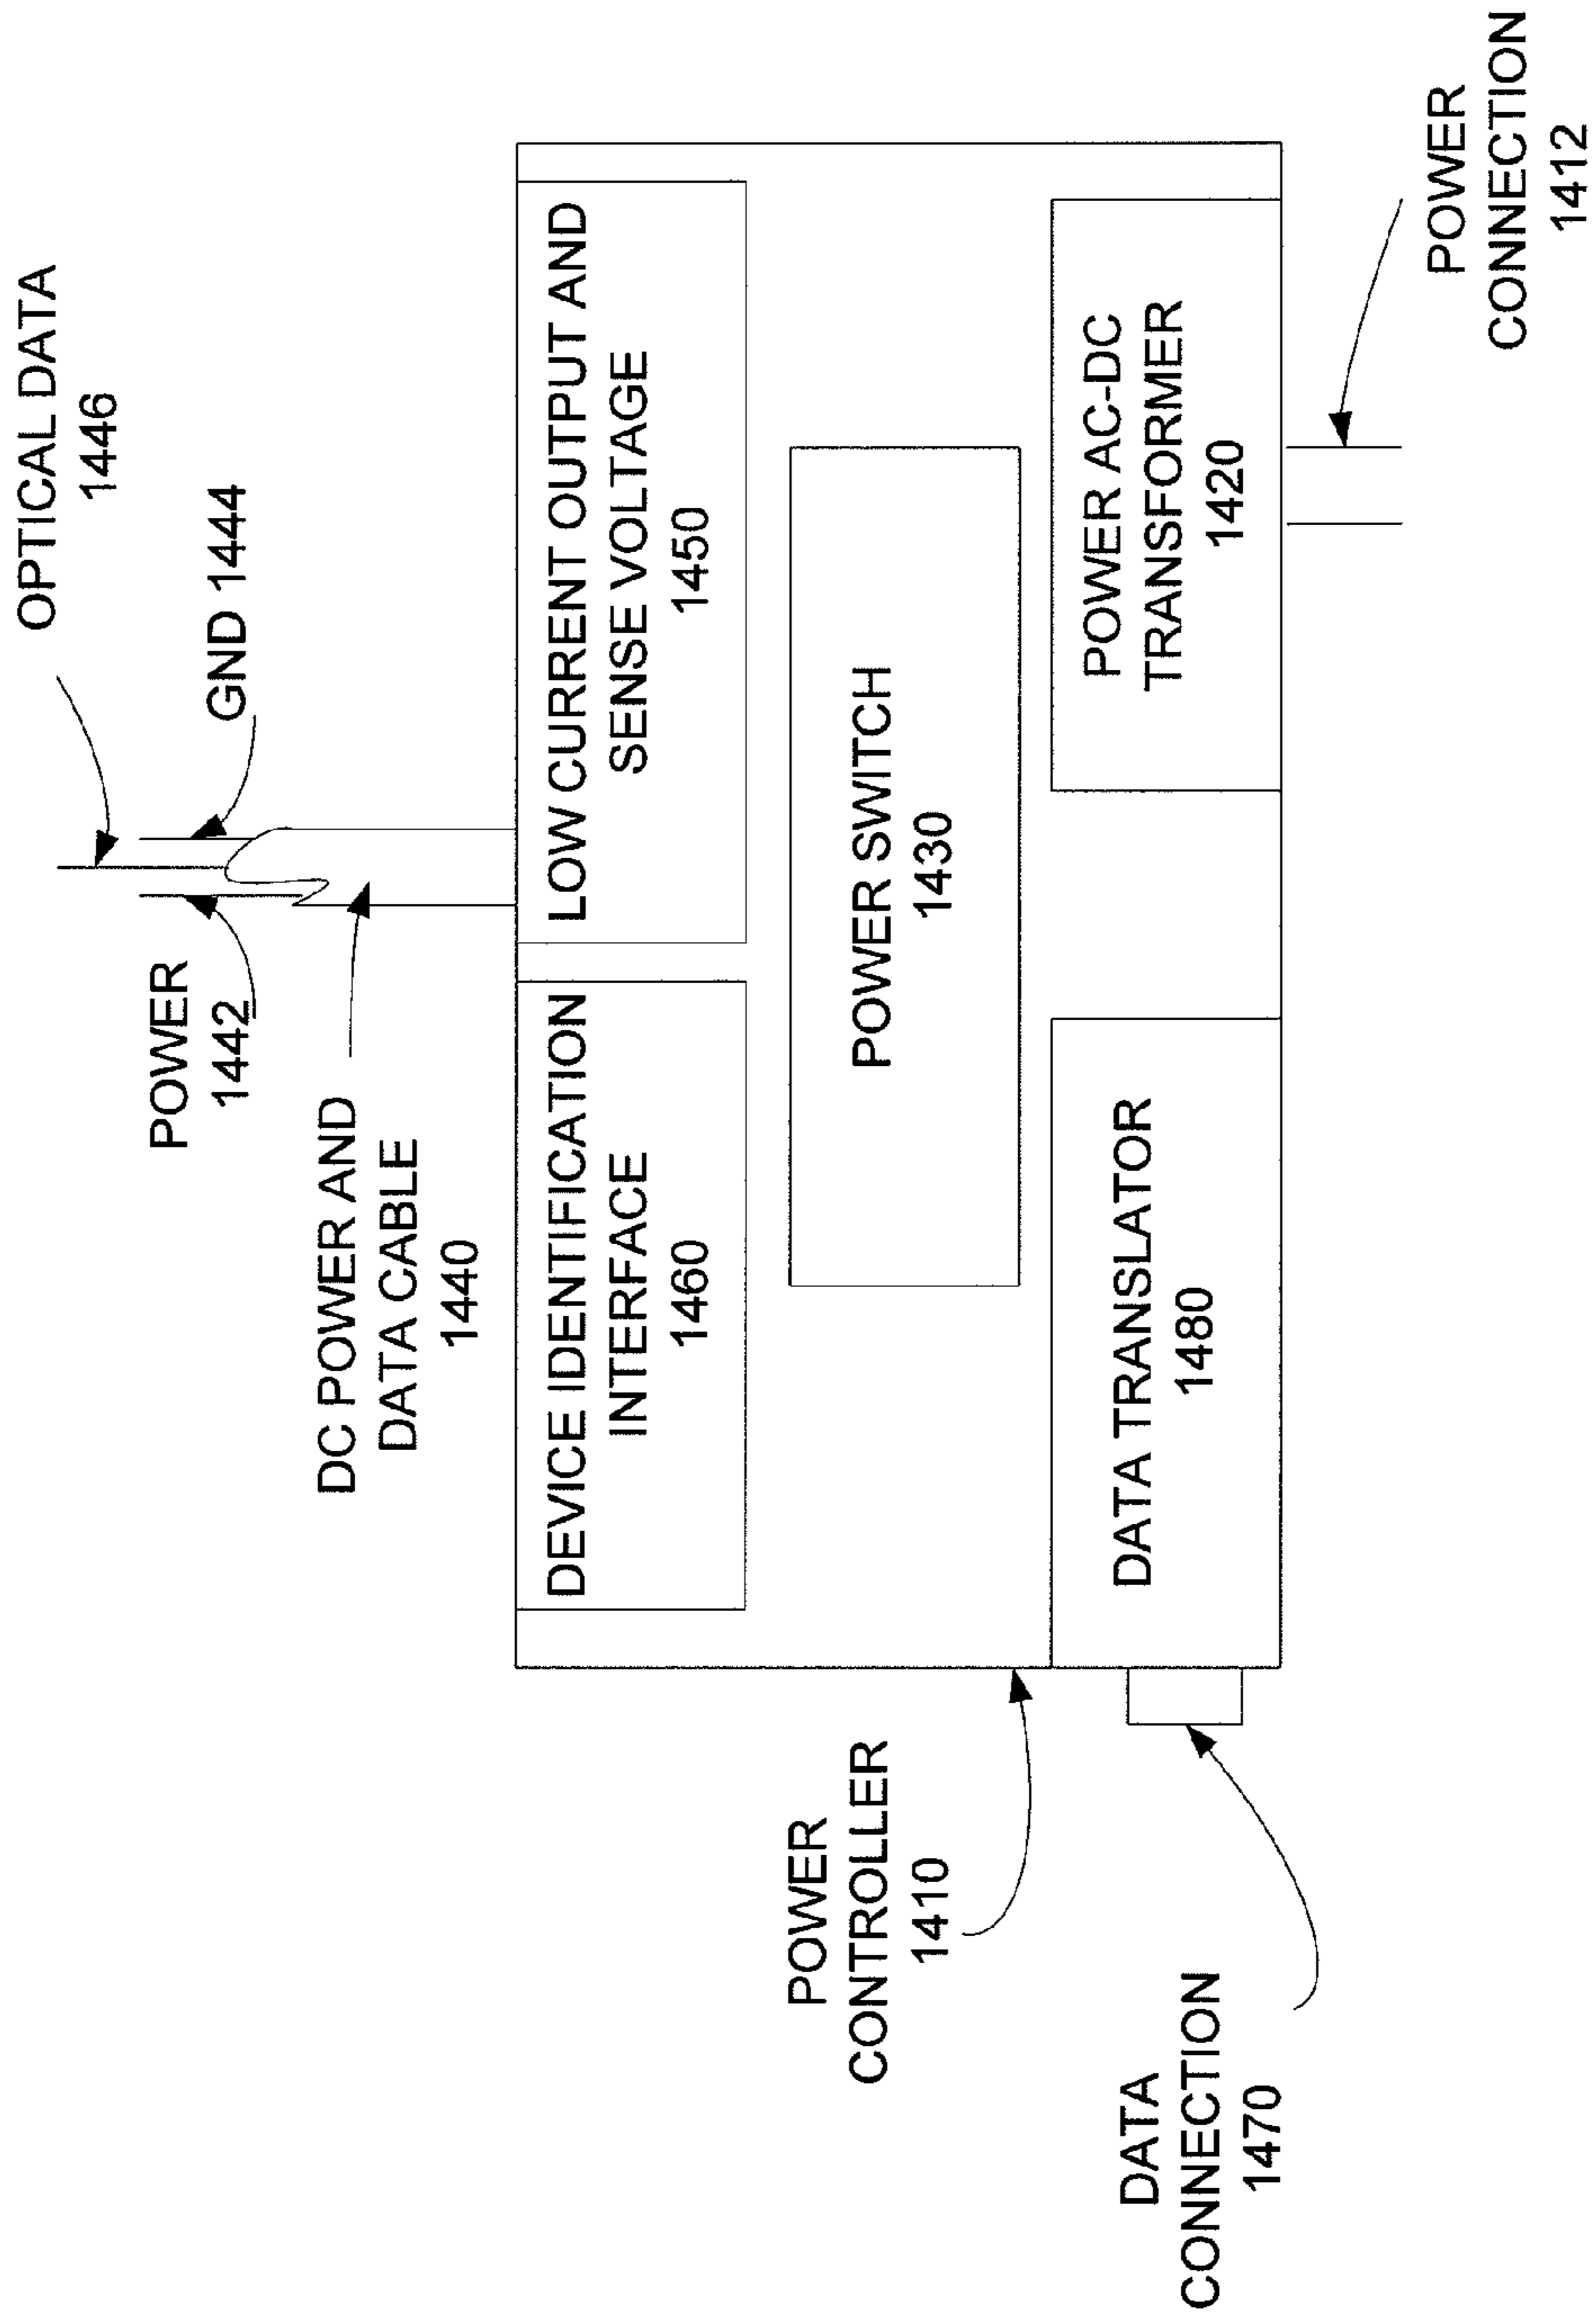 OPTICAL DATA
1446
GND 1444
POWER
1442
DC POWER AND
DATA CABLE
1440
DEVICE IDENTIFICATION
INTERFACE
1460
LOW CURRENT OUTPUT AND
SENSE VOLTAGE
1450
POWER SWITCH
1430
POWER
CONTROLLER
1410
DATA TRANSLATOR
1480
POWER AC-DC
TRANSFORMER
1420
DATA
CONNECTION
1470
POWER
CONNECTION
1412